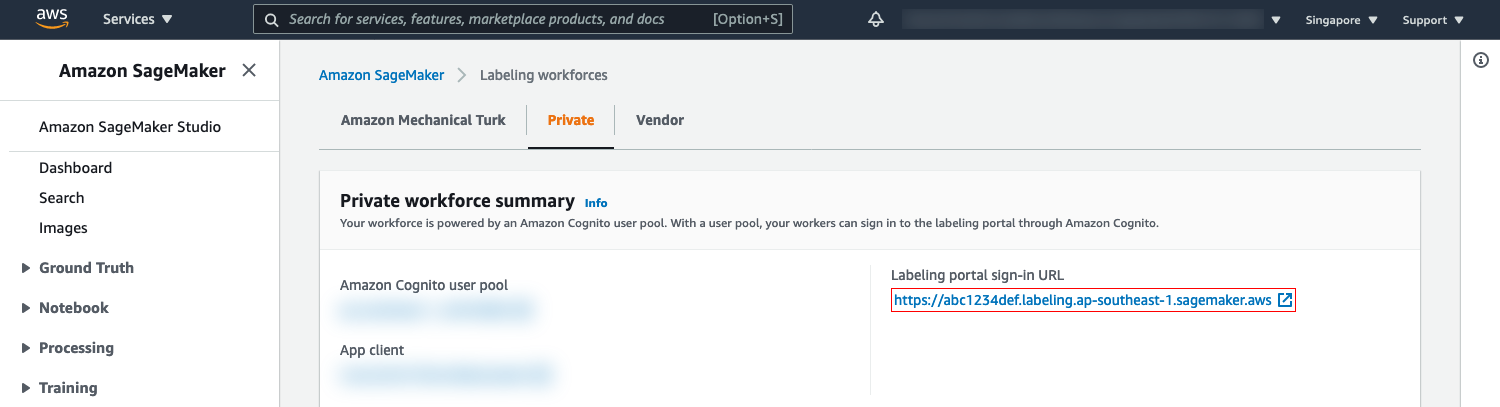 aws Services Search for services, features, marketplace products, and docs [Option+S] Singapore Support
Amazon SageMaker
Amazon SageMaker Studio
Dashboard
Search
Images
Ground Truth
Notebook
Processing
Training
Amazon SageMaker Labeling workforces
Amazon Mechanical Turk Private Vendor
Private workforce summary Info
Your workforce is powered by an Amazon Cognito user pool. With a user pool, your workers can sign in to the labeling portal through Amazon Cognito.
Amazon Cognito user pool
App client
Labeling portal sign-in URL
https://abc1234def.labeling.ap-southeast-1.sagemaker.aws